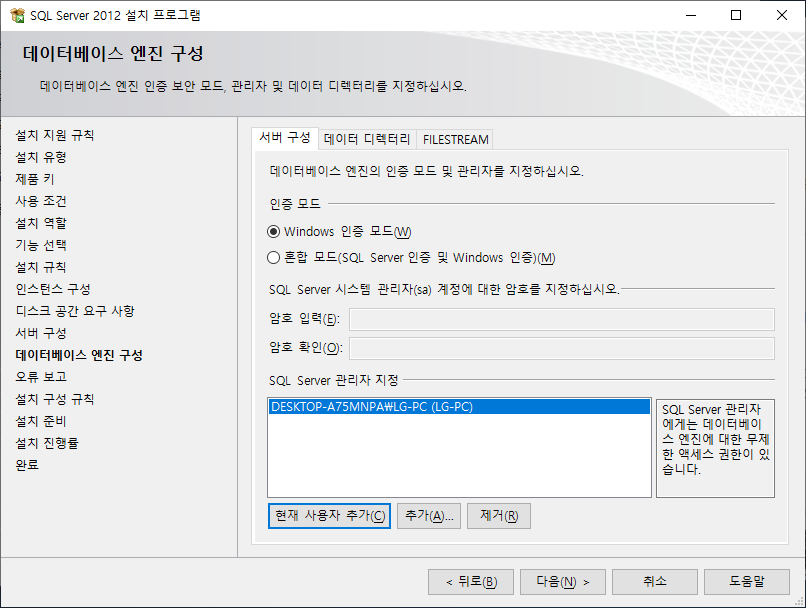 SQL Server 2012 설치 프로그램
데이터베이스 엔진 구성
데이터베이스 엔진 인증 보안 모드, 관리자 및 데이터 디렉터리를 지정하십시오.
설치 지원 규칙
설치 유형
제품 키
사용 조건
설치 역할
기능 선택
설치 규칙
인스턴스 구성
디스크 공간 요구 사항
서버 구성
데이터베이스 엔진 구성
오류 보고
설치 구성 규칙
설치 준비
설치 진행률
완료
서버 구성 데이터 디렉터리 FILESTREAM
데이터베이스 엔진의 인증 모드 및 관리자를 지정하십시오.
인증 모드
Windows 인증 모드(W)
혼합 모드(SQL Server 인증 및 Windows 인증)(M)
SQL Server 시스템 관리자(sa) 계정에 대한 암호를 지정하십시오.
암호 입력(E):
암호 확인(O):
SQL Server 관리자 지정
DESKTOP-A75MNPA₩LG-PC (LG-PC)
SQL Server 관리자
에게는 데이터베이
스 엔진에 대한 무제
한 액세스 권한이 있
습니다.
현재 사용자 추가(C) 추가(A)... 제거(R)
< 뒤로(B) 다음(N) > 취소 도움말